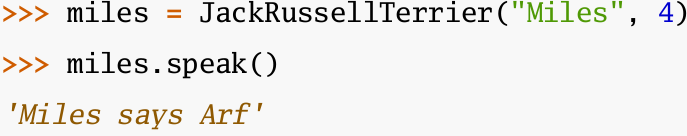 >>> miles = JackRussellTerrier("Miles", 4)
>>> miles.speak()
'Miles says Arf'